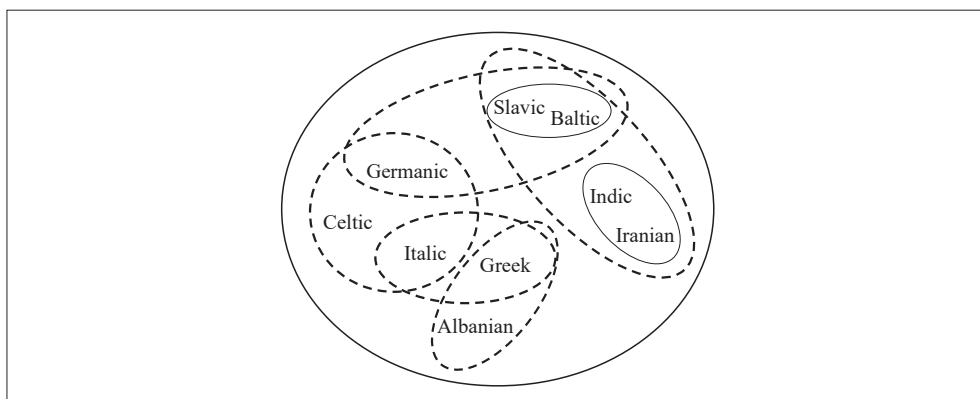 Slavic
Baltic
Germanic
Indic
Celtic
Iranian
Italic
Greek
Albanian